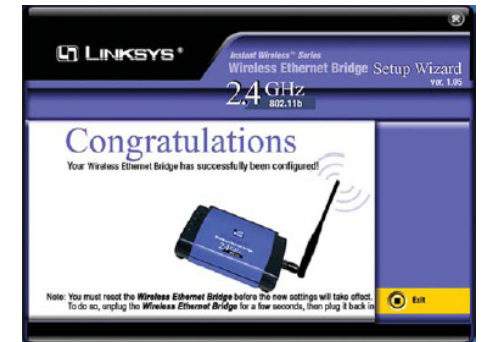 LINKSYS®
Instant Wireless™ Series
Wireless Ethernet Bridge Setup Wizard
ver. 1.05
2.4 GHz
802.11b
Congratulations
Your Wireless Ethernet Bridge has successfully been configured!
Note: You must reset the Wireless Ethernet Bridge before the new settings will take effect.
To do so, unplug the Wireless Ethernet Bridge for a few seconds, then plug it back in
Exit